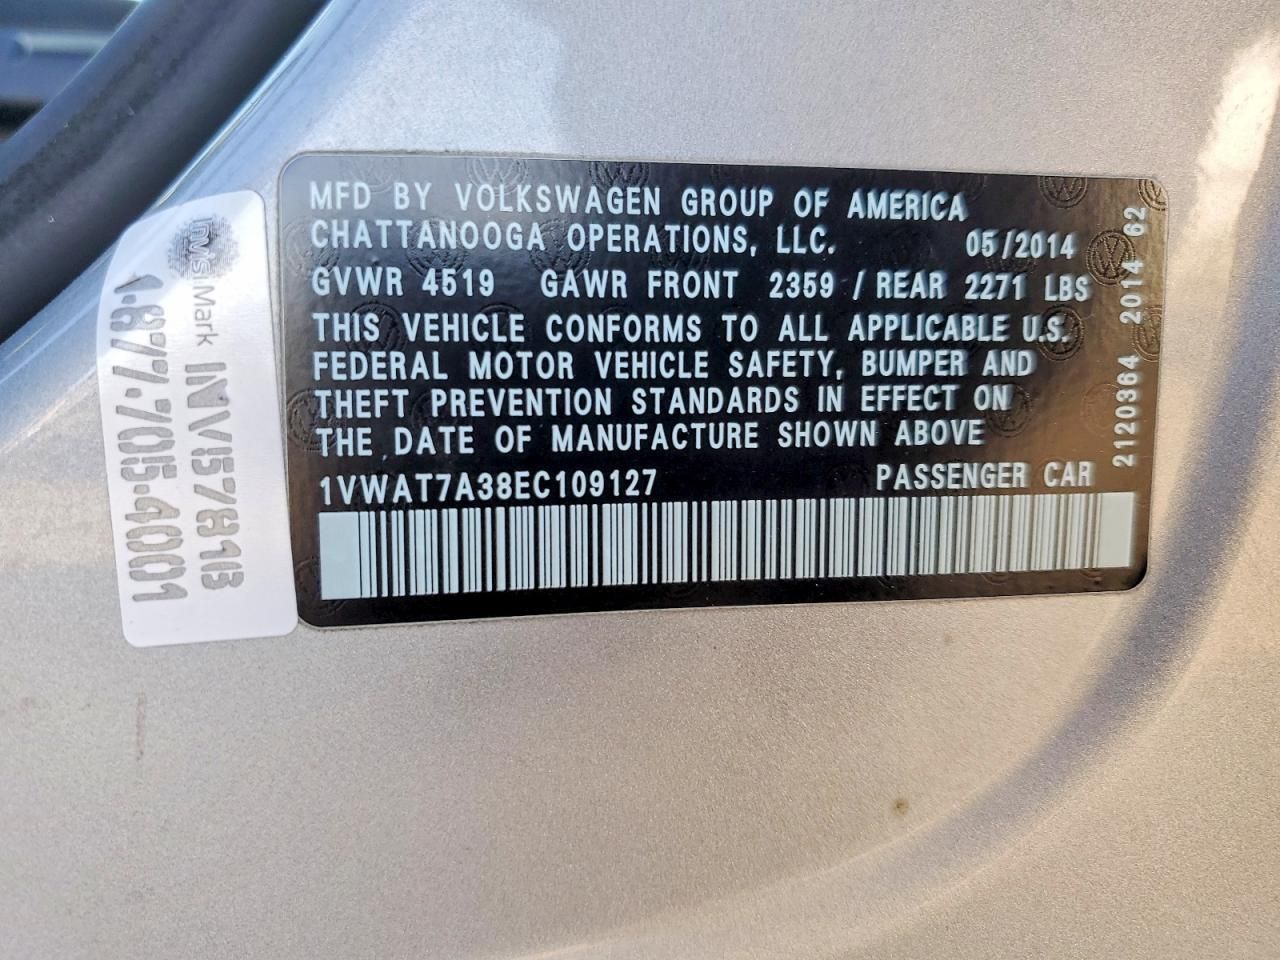 MFD BY VOLKSWAGEN GROUP OF AMERICA
CHATTANOOGA OPERATIONS, LLC. 05/2014
GVWR 4519 GAWR FRONT 2359 / REAR 2271 LBS
THIS VEHICLE CONFORMS TO ALL APPLICABLE U.S.
FEDERAL MOTOR VEHICLE SAFETY, BUMPER AND
THEFT PREVENTION STANDARDS IN EFFECT ON
THE DATE OF MANUFACTURE SHOWN ABOVE
1VWAT7A38EC109127 PASSENGER CAR
2120364 2014 62
InvisiMark INV57818
1-877-705-4001